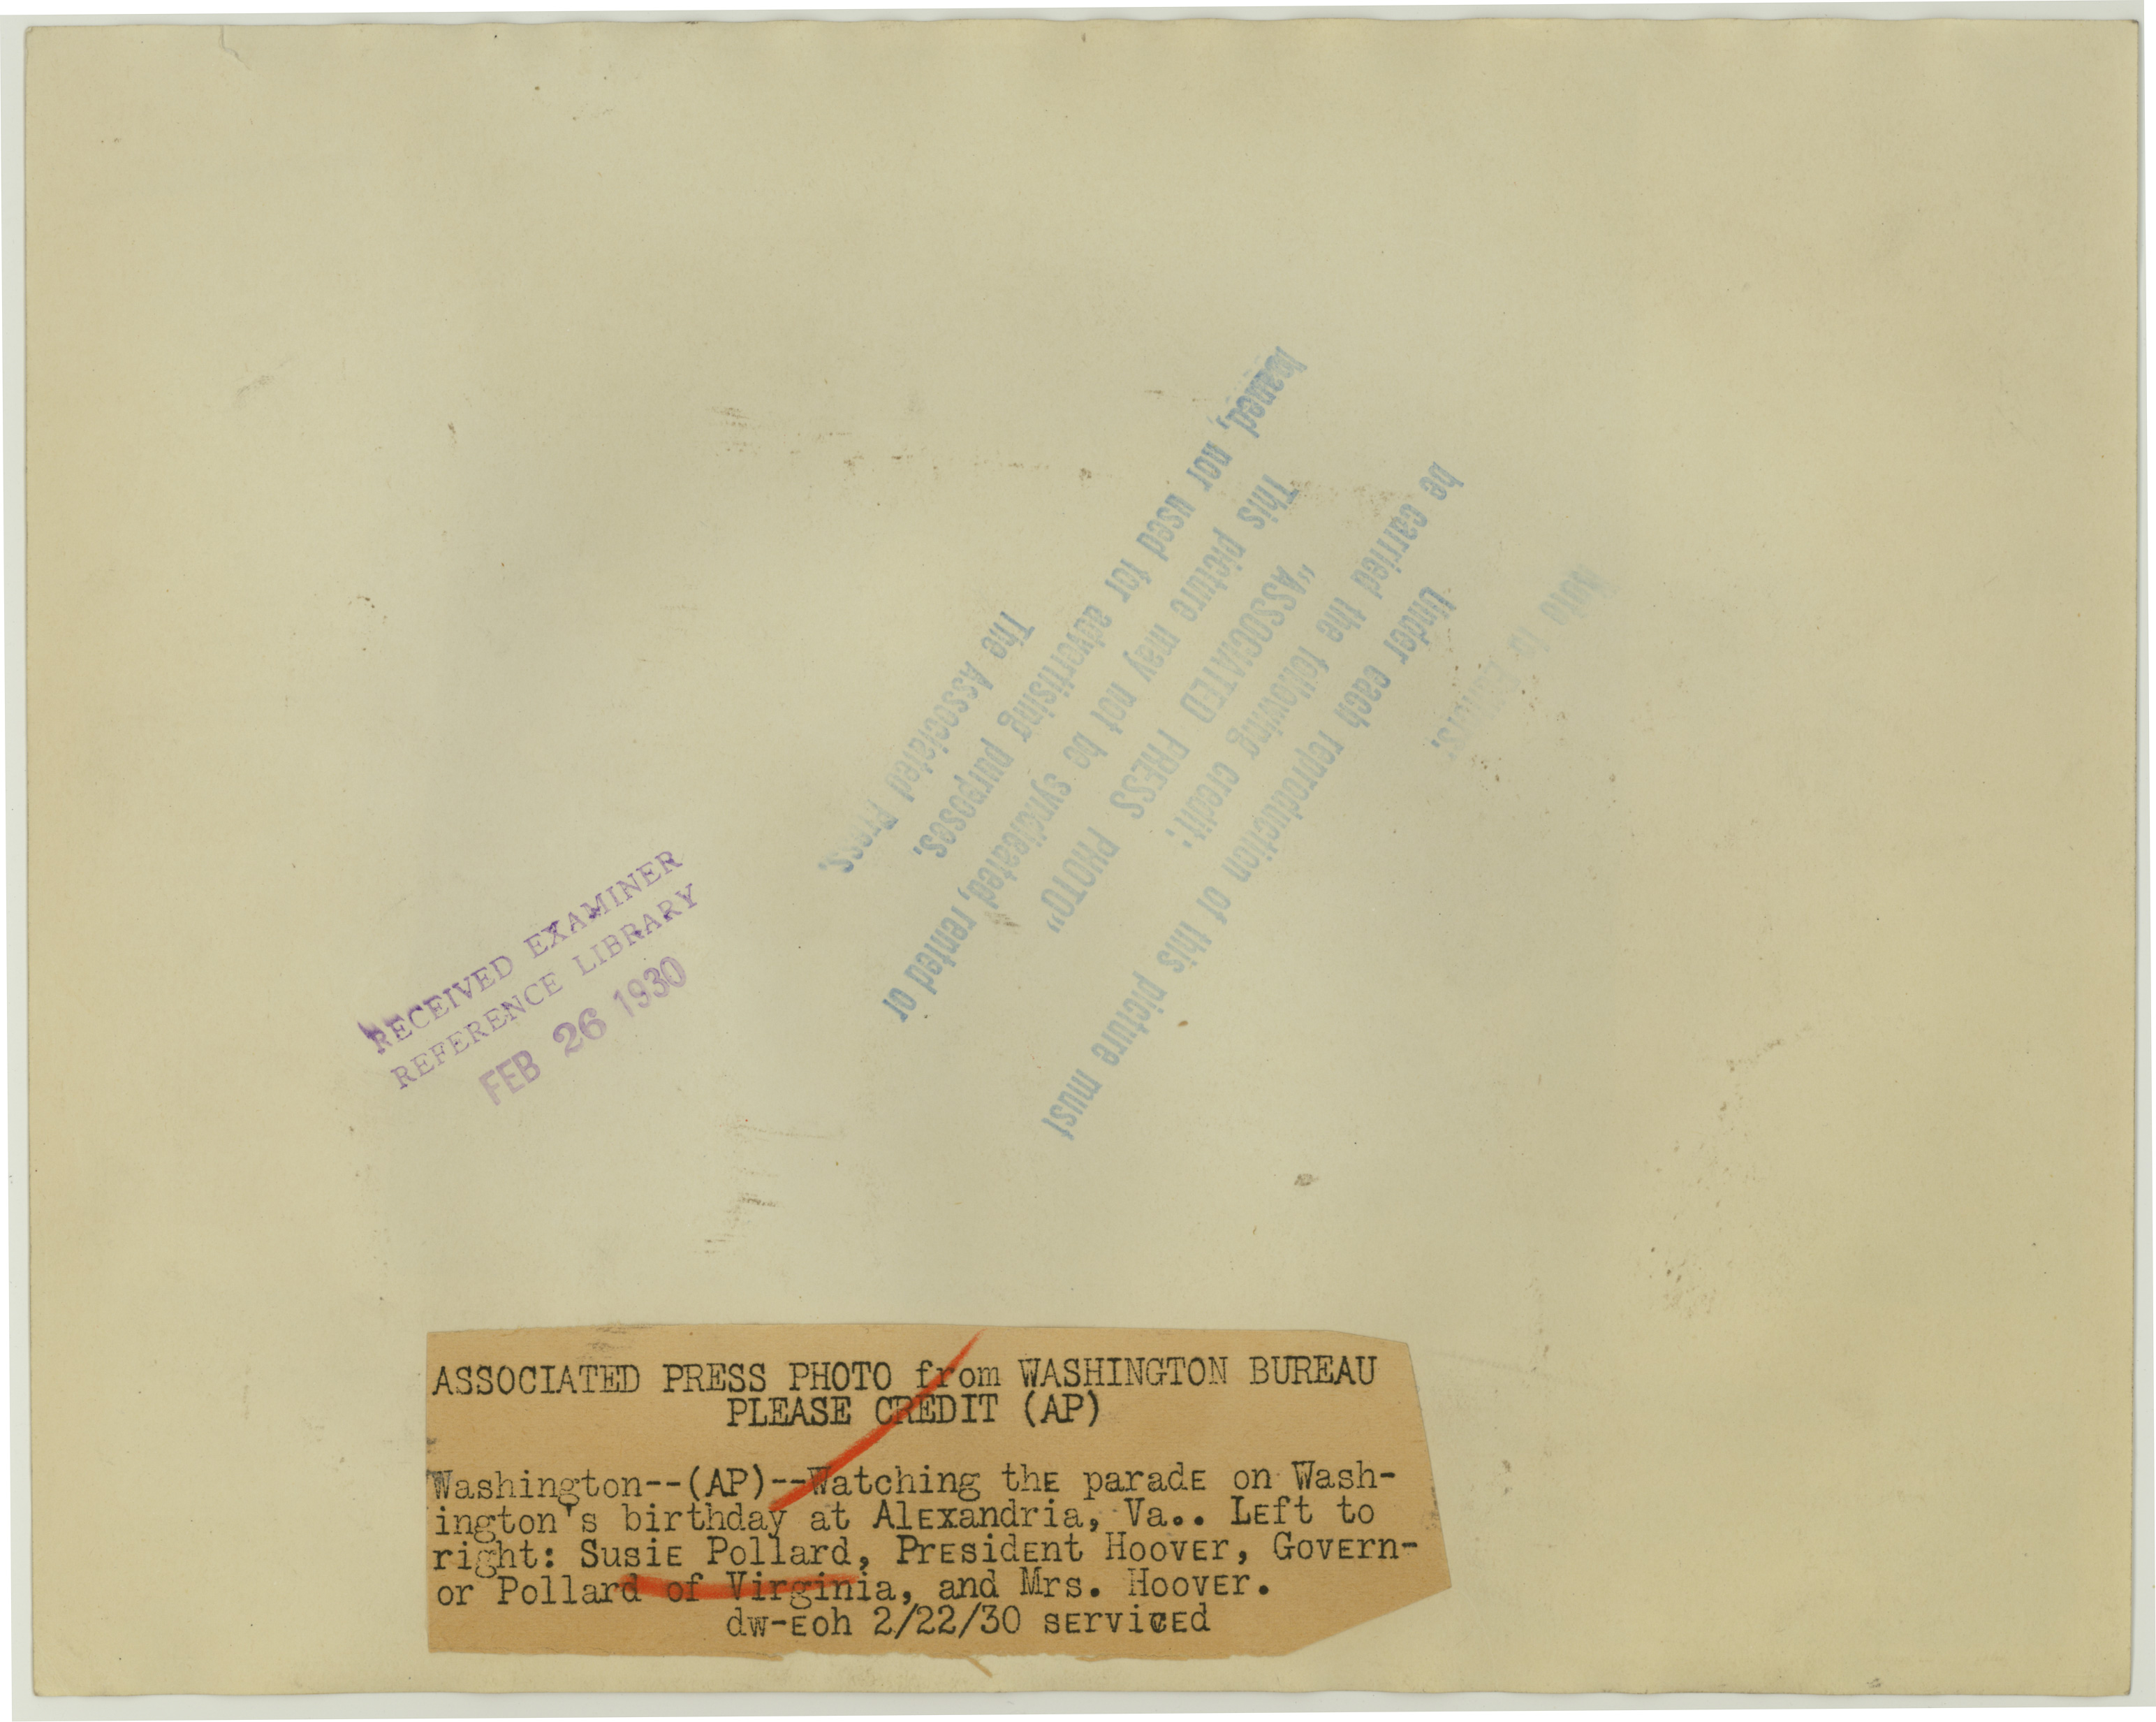 Note to Editors:
Under each reproduction of this picture must
be carried the following credit:
"ASSOCIATED PRESS PHOTO"
This picture may not be syndicated, rented or
loaned, nor used for advertising purposes.
The Associated Press.
RECEIVED EXAMINER
REFERENCE LIBRARY
FEB 26 1930
ASSOCIATED PRESS PHOTO from WASHINGTON BUREAU
PLEASE CREDIT (AP)
Washington--(AP)--Watching thE paradE on Wash-
ington's birthday at AlExandria, Va.. LEft to
right: SusiE Pollard, PrEsidEnt HoovEr, GovErn-
or Pollard of Virginia, and Mrs. HoovEr.
dw-Eoh 2/22/30 sErvicEd